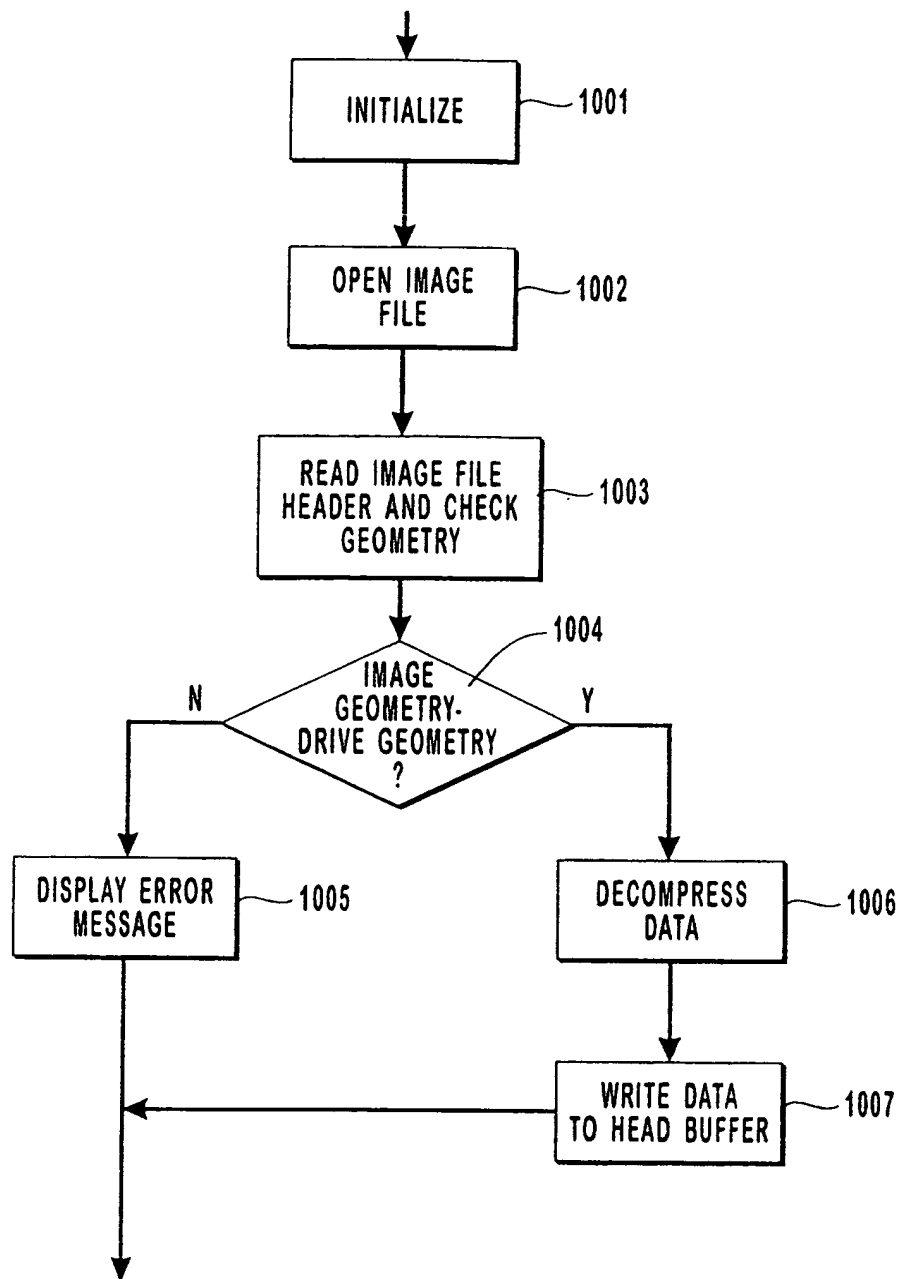 INITIALIZE
1001
OPEN IMAGE
FILE
1002
READ IMAGE FILE
HEADER AND CHECK
GEOMETRY
1003
1004
IMAGE
GEOMETRY-
DRIVE GEOMETRY
?
N
Y
DISPLAY ERROR
MESSAGE
1005
DECOMPRESS
DATA
1006
WRITE DATA
TO HEAD BUFFER
1007